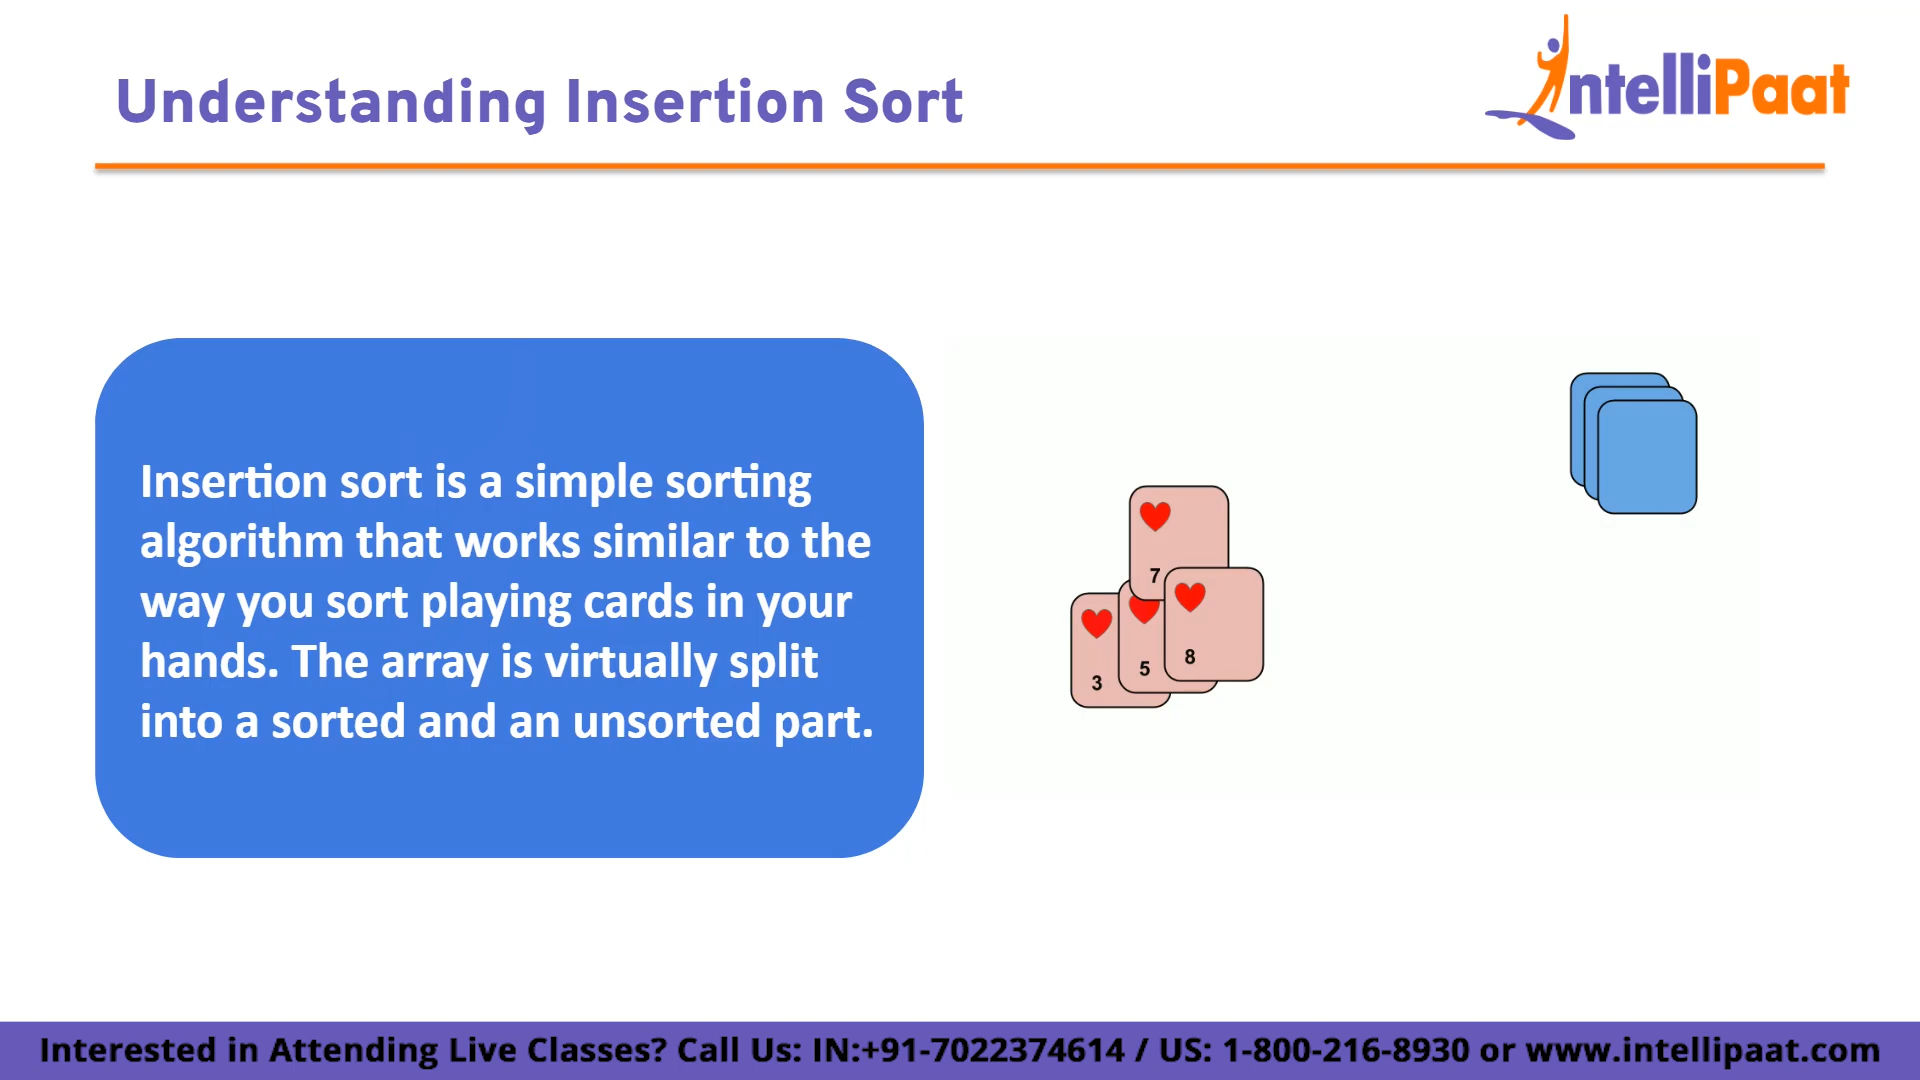 Understanding Insertion Sort
IntelliPaat
Insertion sort is a simple sorting
algorithm that works similar to the
way you sort playing cards in your
hands. The array is virtually split
into a sorted and an unsorted part.
7
3
5
8
Interested in Attending Live Classes? Call Us: IN:+91-7022374614 / US: 1-800-216-8930 or www.intellipaat.com